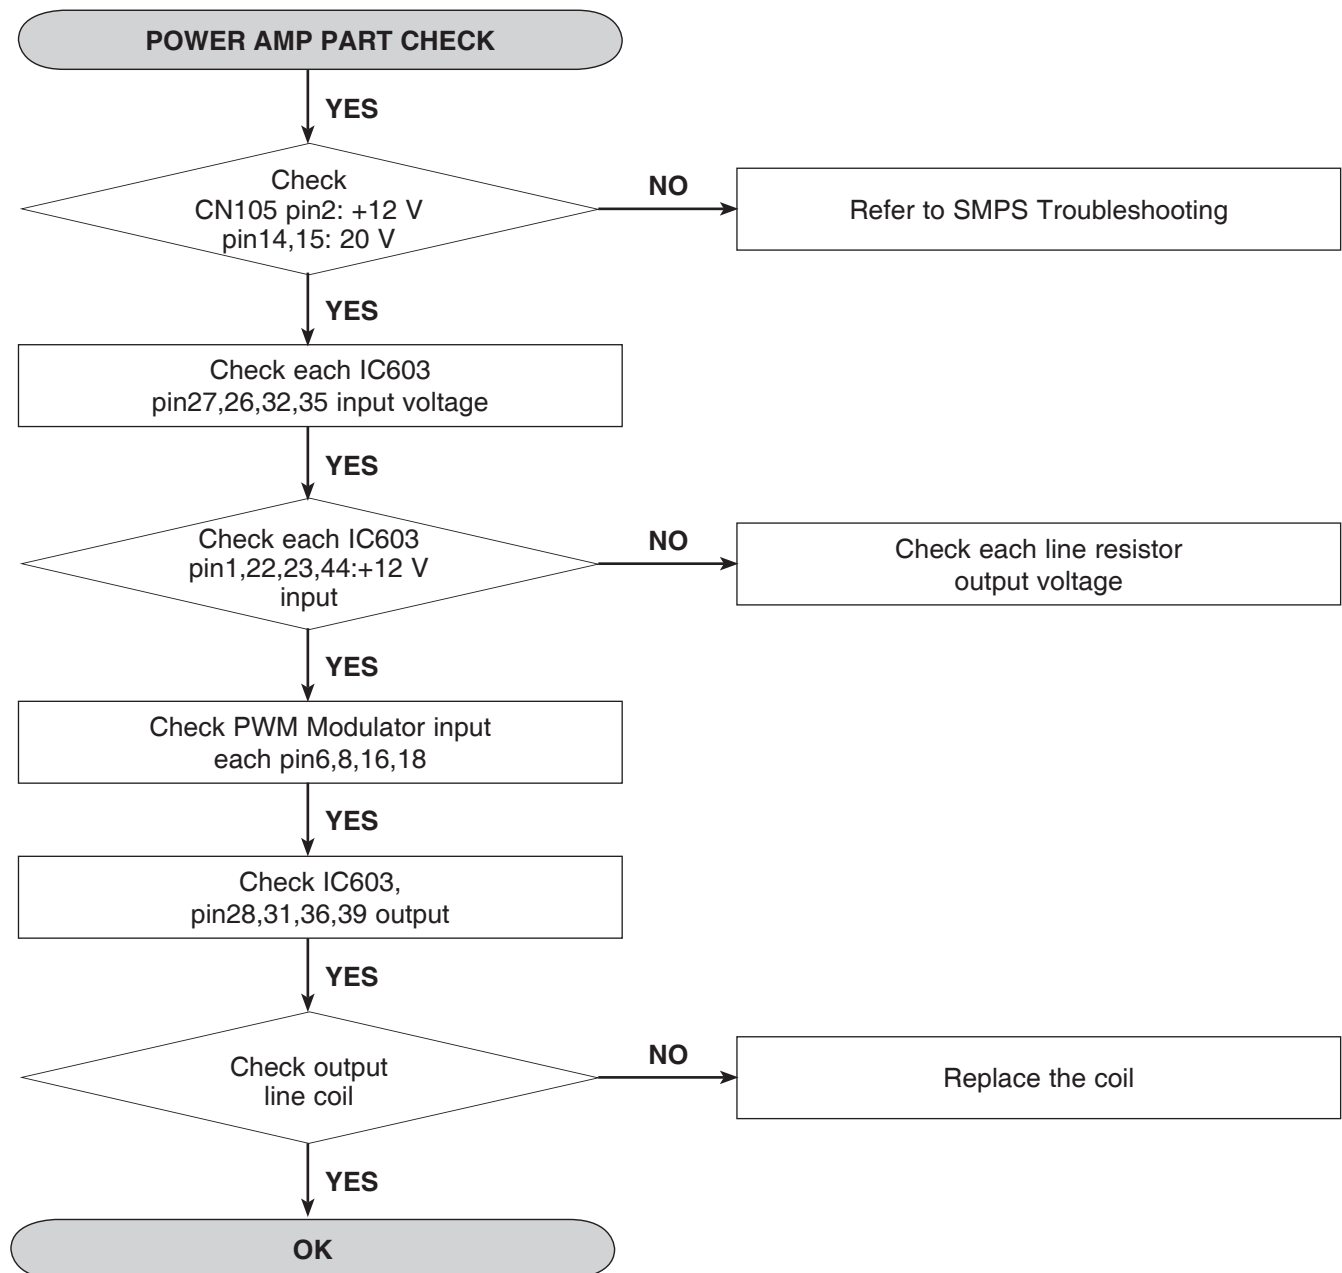 POWER AMP PART CHECK
YES
Check
CN105 pin2: +12 V
pin14,15: 20 V
NO
Refer to SMPS Troubleshooting
YES
Check each IC603
pin27,26,32,35 input voltage
YES
Check each IC603
pin1,22,23,44:+12 V
input
NO
Check each line resistor
output voltage
YES
Check PWM Modulator input
each pin6,8,16,18
YES
Check IC603,
pin28,31,36,39 output
YES
Check output
line coil
NO
Replace the coil
YES
OK